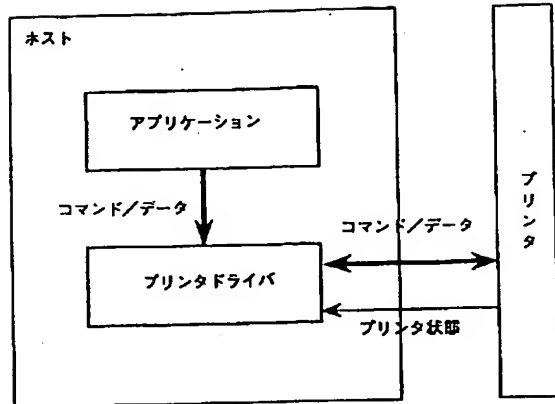 ホスト
アプリケーション
コマンド／データ
プリンタドライバ
コマンド／データ
プリンタ状態
プリンタ